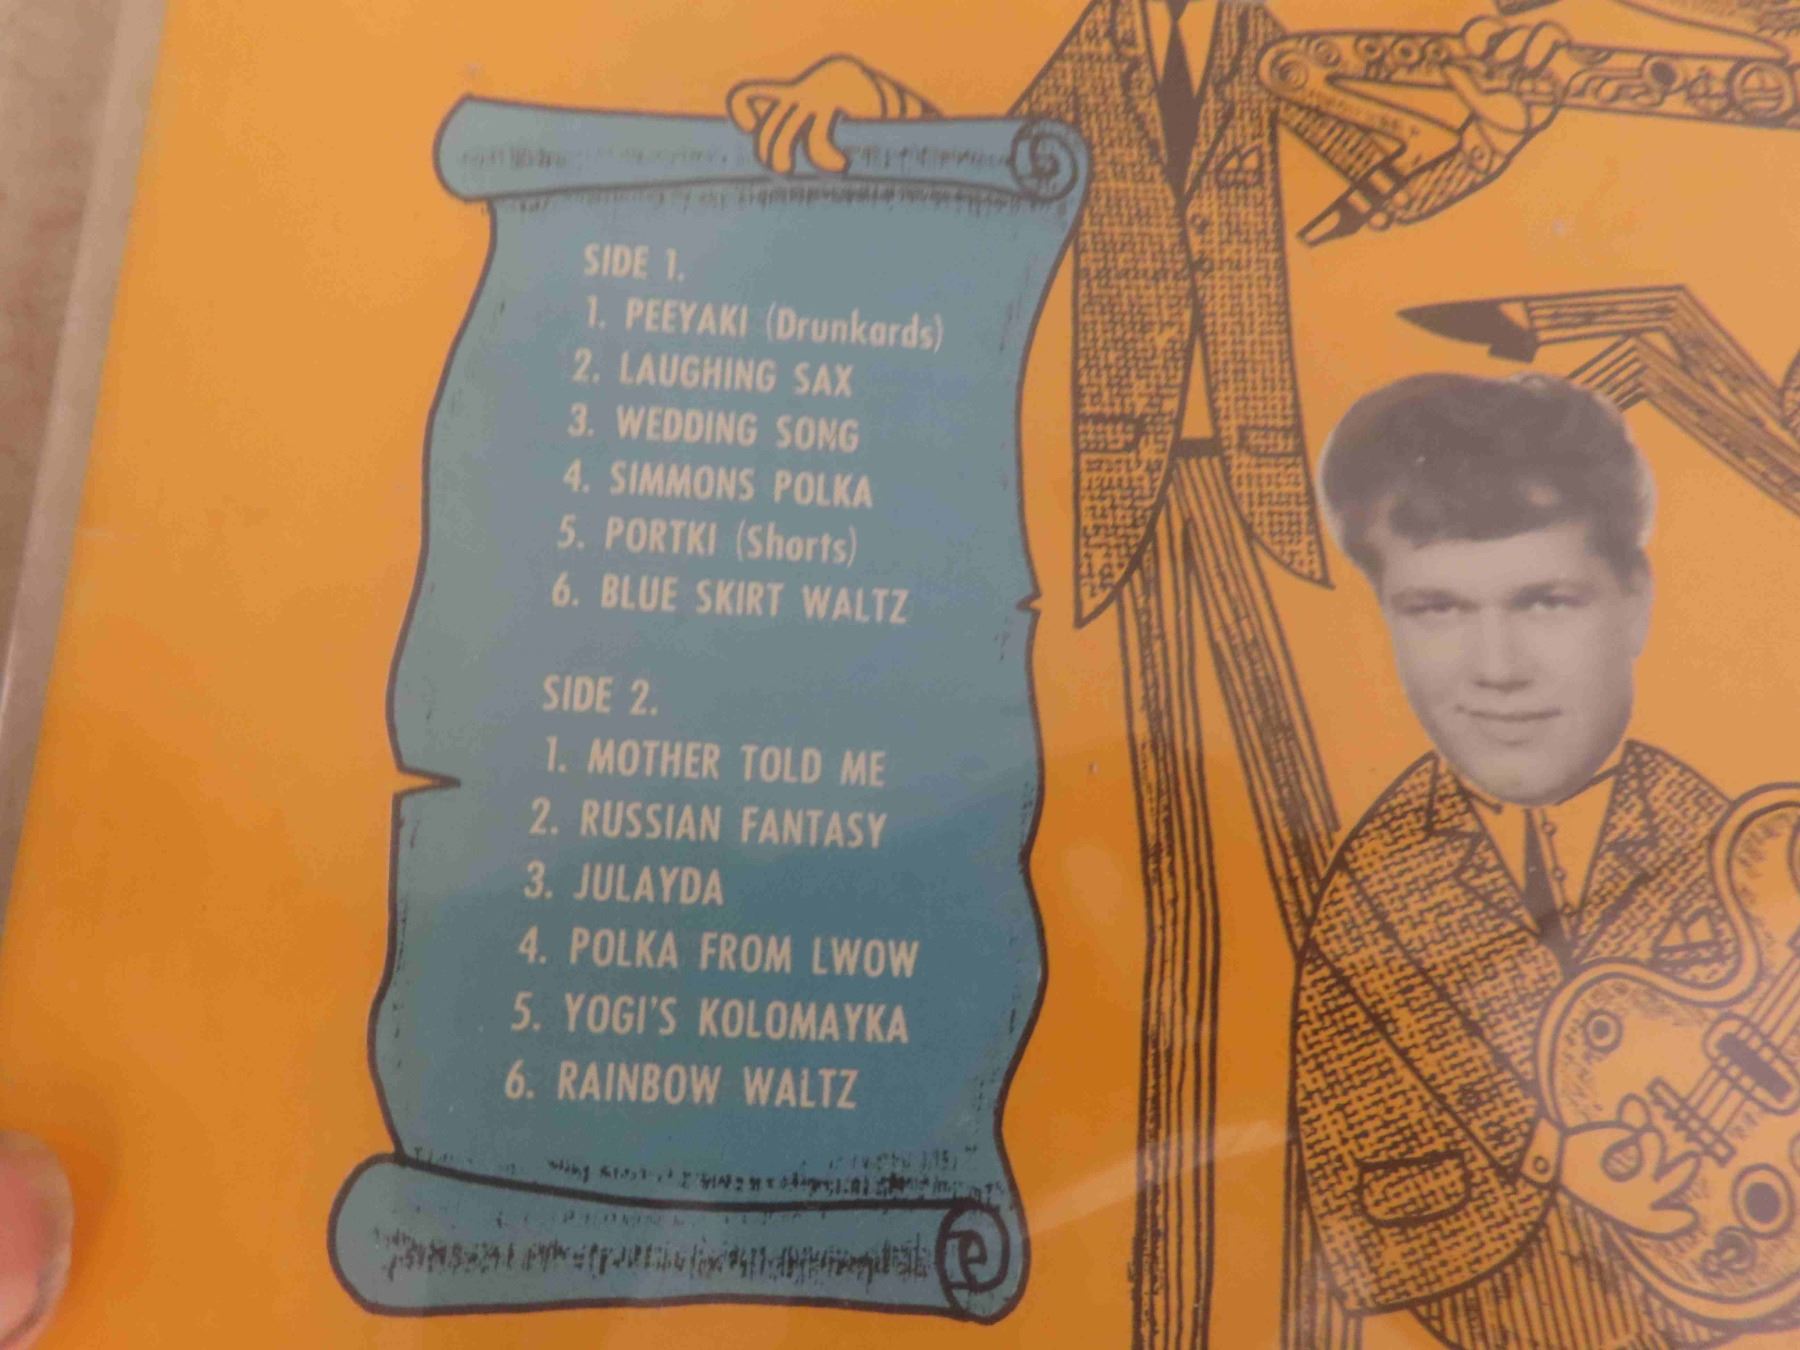 SIDE 1.
1. PEEYAKI (Drunkards)
2. LAUGHING SAX
3. WEDDING SONG
4. SIMMONS POLKA
5. PORTKI (Shorts)
6. BLUE SKIRT WALTZ
SIDE 2.
1. MOTHER TOLD ME
2. RUSSIAN FANTASY
3. JULAYDA
4. POLKA FROM LWOW
5. YOGI'S KOLOMAYKA
6. RAINBOW WALTZ